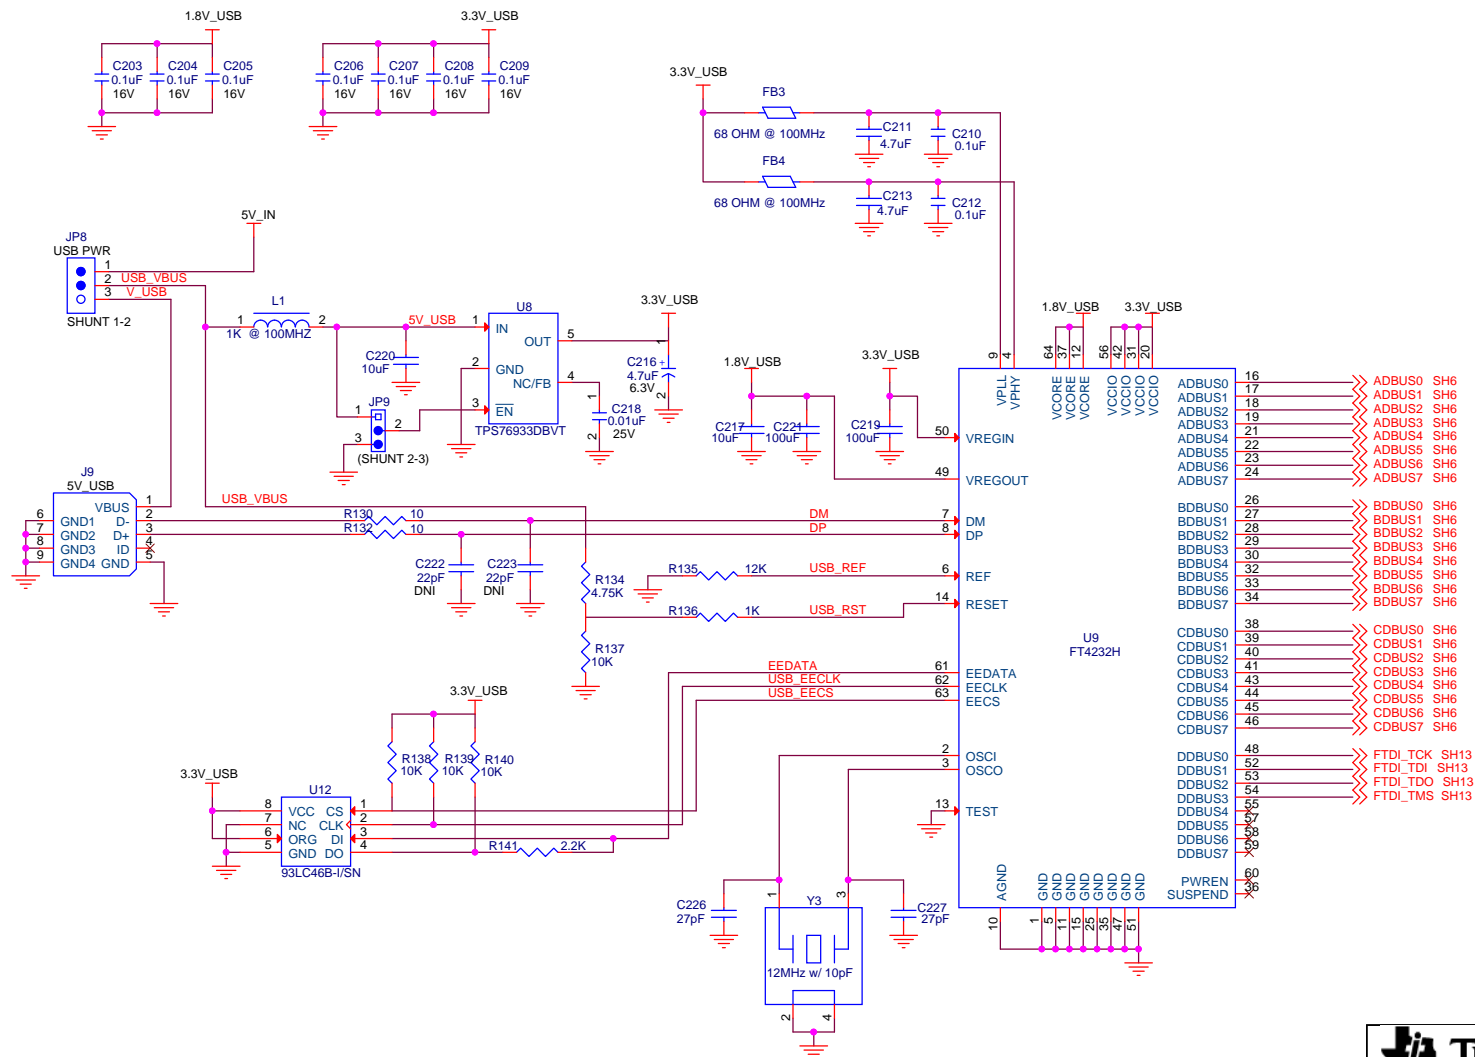 1.8V_USB
C203 0.1uF 16V
C204 0.1uF 16V
C205 0.1uF 16V
3.3V_USB
C206 0.1uF 16V
C207 0.1uF 16V
C208 0.1uF 16V
C209 0.1uF 16V
3.3V_USB
FB3
68 OHM @ 100MHz
C211 4.7uF
C210 0.1uF
FB4
68 OHM @ 100MHz
C213 4.7uF
C212 0.1uF
5V_IN
JP8
USB PWR
1
2 USB_VBUS
3 V_USB
SHUNT 1-2
L1
1 2
1K @ 100MHZ
5V_USB
C220 10uF
JP9
1
2
3
(SHUNT 2-3)
U8
1 IN
OUT 5
2 GND
NC/FB 4
3 EN
TPS76933DBVT
3.3V_USB
1
C216 + 4.7uF 6.3V
2
1
C218 0.01uF 25V
2
1.8V_USB
C217 10uF
C221 100uF
3.3V_USB
C219 100uF
J9
5V_USB
VBUS 1
6 GND1 D- 2
7 GND2 D+ 3
8 GND3 ID 4
9 GND4 GND 5
USB_VBUS
R130 10
R132 10
DM
DP
C222 22pF DNI
C223 22pF DNI
R134 4.75K
R135 12K USB_REF
R136 1K USB_RST
R137 10K
EEDATA
USB_EECLK
USB_EECS
3.3V_USB
R138 10K
R139 10K
R140 10K
3.3V_USB
U12
8 VCC CS 1
7 NC CLK 2
6 ORG DI 3
5 GND DO 4
93LC46B-I/SN
R141 2.2K
C226 27pF
C227 27pF
1 Y3 3
12MHz w/ 10pF
2 4
1.8V_USB
3.3V_USB
9 VPLL
4 VPHY
64 VCORE
37 VCORE
12 VCORE
56 VCCIO
42 VCCIO
31 VCCIO
20 VCCIO
50 VREGIN
49 VREGOUT
7 DM
8 DP
6 REF
14 RESET
61 EEDATA
62 EECLK
63 EECS
2 OSCI
3 OSCO
13 TEST
U9
FT4232H
ADBUS0 16 ADBUS0 SH6
ADBUS1 17 ADBUS1 SH6
ADBUS2 18 ADBUS2 SH6
ADBUS3 19 ADBUS3 SH6
ADBUS4 21 ADBUS4 SH6
ADBUS5 22 ADBUS5 SH6
ADBUS6 23 ADBUS6 SH6
ADBUS7 24 ADBUS7 SH6
BDBUS0 26 BDBUS0 SH6
BDBUS1 27 BDBUS1 SH6
BDBUS2 28 BDBUS2 SH6
BDBUS3 29 BDBUS3 SH6
BDBUS4 30 BDBUS4 SH6
BDBUS5 32 BDBUS5 SH6
BDBUS6 33 BDBUS6 SH6
BDBUS7 34 BDBUS7 SH6
CDBUS0 38 CDBUS0 SH6
CDBUS1 39 CDBUS1 SH6
CDBUS2 40 CDBUS2 SH6
CDBUS3 41 CDBUS3 SH6
CDBUS4 43 CDBUS4 SH6
CDBUS5 44 CDBUS5 SH6
CDBUS6 45 CDBUS6 SH6
CDBUS7 46 CDBUS7 SH6
DDBUS0 48 FTDI_TCK SH13
DDBUS1 52 FTDI_TDI SH13
DDBUS2 53 FTDI_TDO SH13
DDBUS3 54 FTDI_TMS SH13
DDBUS4 55
DDBUS5 57
DDBUS6 58
DDBUS7 59
PWREN 60
SUSPEND 36
AGND 10
GND 1
GND 5
GND 11
GND 15
GND 25
GND 35
GND 47
GND 51